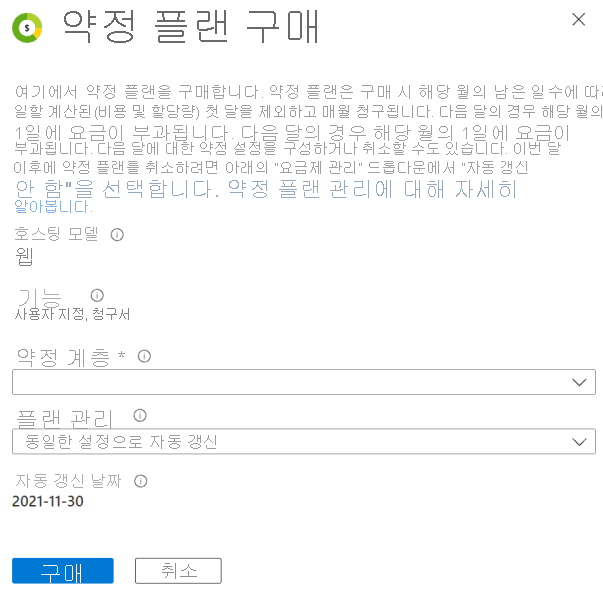 약정 플랜 구매
여기에서 약정 플랜을 구매합니다. 약정 플랜은 구매 시 해당 월의 남은 일수에 따라
일할 계산된(비용 및 할당량) 첫 달을 제외하고 매월 청구됩니다. 다음 달의 경우 해당 월의
1일에 요금이 부과됩니다. 다음 달의 경우 해당 월의 1일에 요금이
부과됩니다. 다음 달에 대한 약정 설정을 구성하거나 취소할 수도 있습니다. 이번 달
이후에 약정 플랜를 취소하려면 아래의 "요금제 관리" 드롭다운에서 "자동 갱신
안 함"을 선택합니다. 약정 플랜 관리에 대해 자세히
알아봅니다.
호스팅 모델
웹
기능
사용자 지정, 청구서
약정 계층 *
플랜 관리
동일한 설정으로 자동 갱신
자동 갱신 날짜
2021-11-30
구매 취소